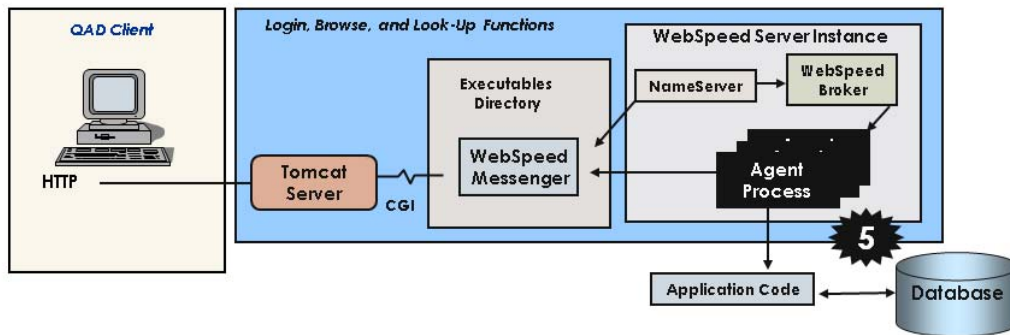 QAD Client
HTTP
Login, Browse, and Look-Up Functions
Tomcat
Server
CGI
Executables
Directory
WebSpeed
Messenger
WebSpeed Server Instance
NameServer
WebSpeed
Broker
Agent
Process
5
Application Code
Database